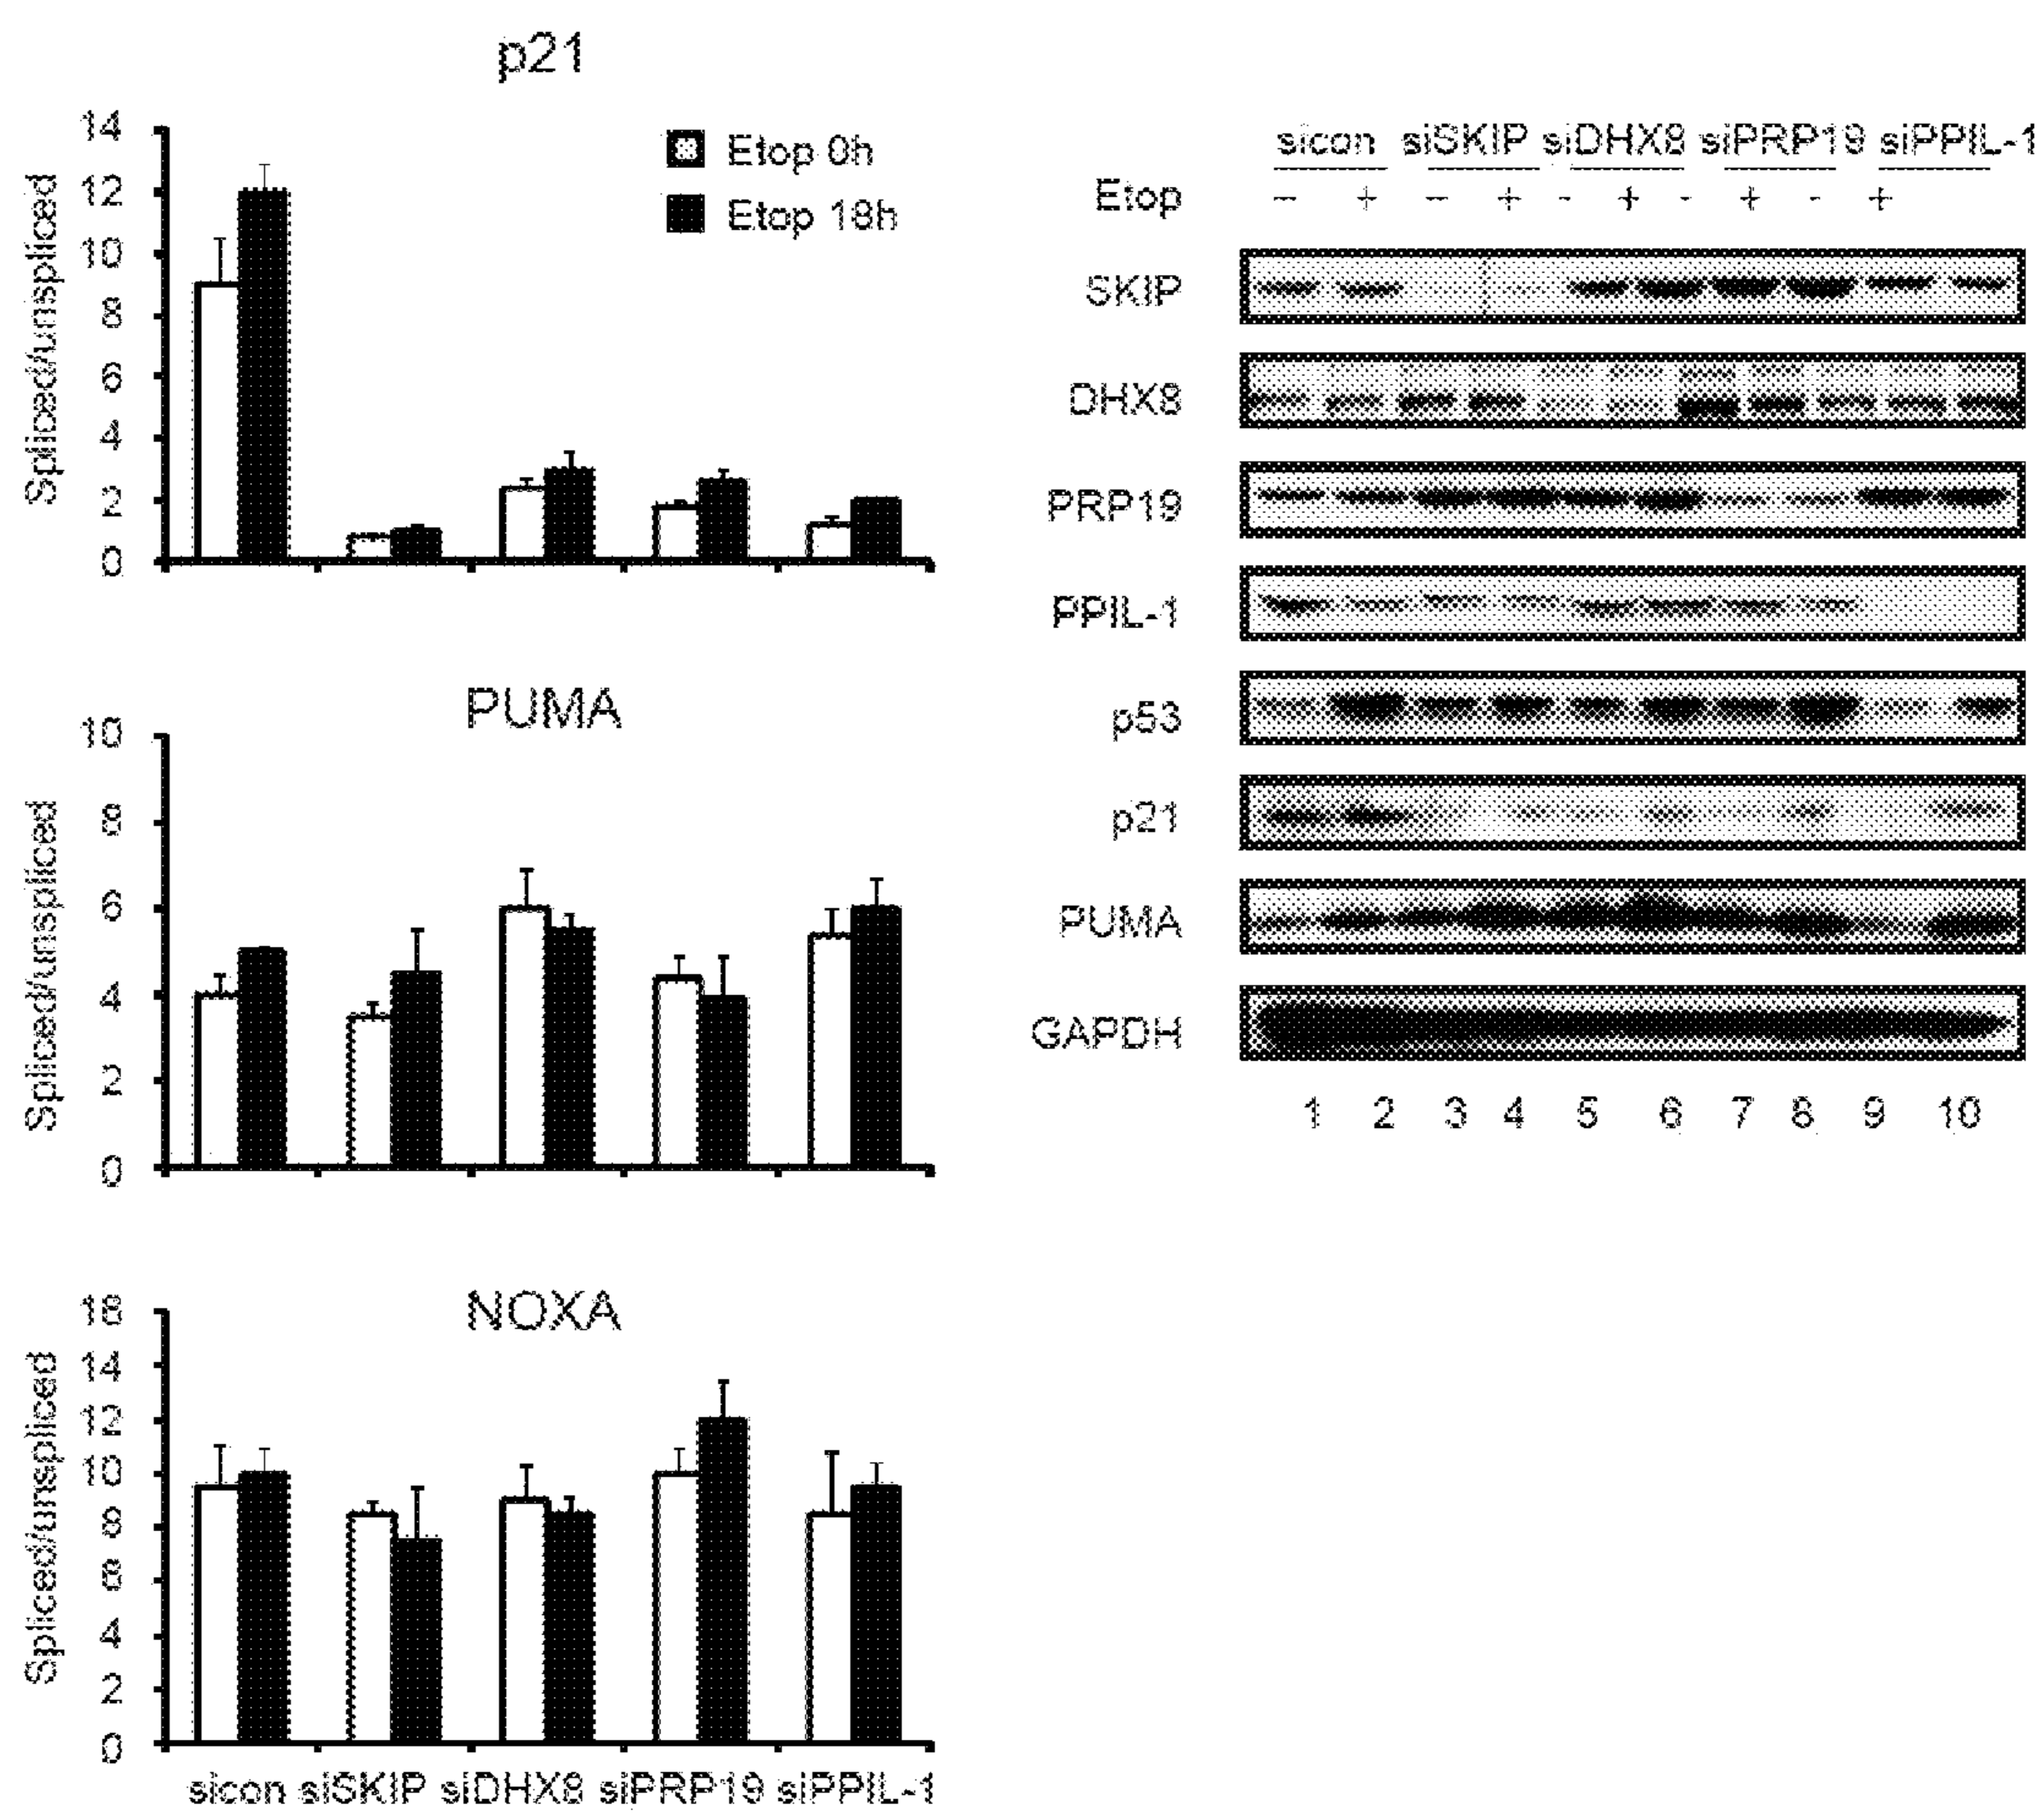 p21
14
12
10
8
6
4
2
0
Spliced/unspliced
Etop 0h
Etop 18h
PUMA
10
8
6
4
2
0
Spliced/unspliced
NOXA
16
14
12
10
8
6
4
2
0
Spliced/unspliced
sicon siSKIP siDHX8 siPRP19 siPPIL-1
sicon siSKIP siDHX8 siPRP19 siPPIL-1
Etop – + – + - + - + - +
SKIP
DHX8
PRP19
PPIL-1
p53
p21
PUMA
GAPDH
1 2 3 4 5 6 7 8 9 10